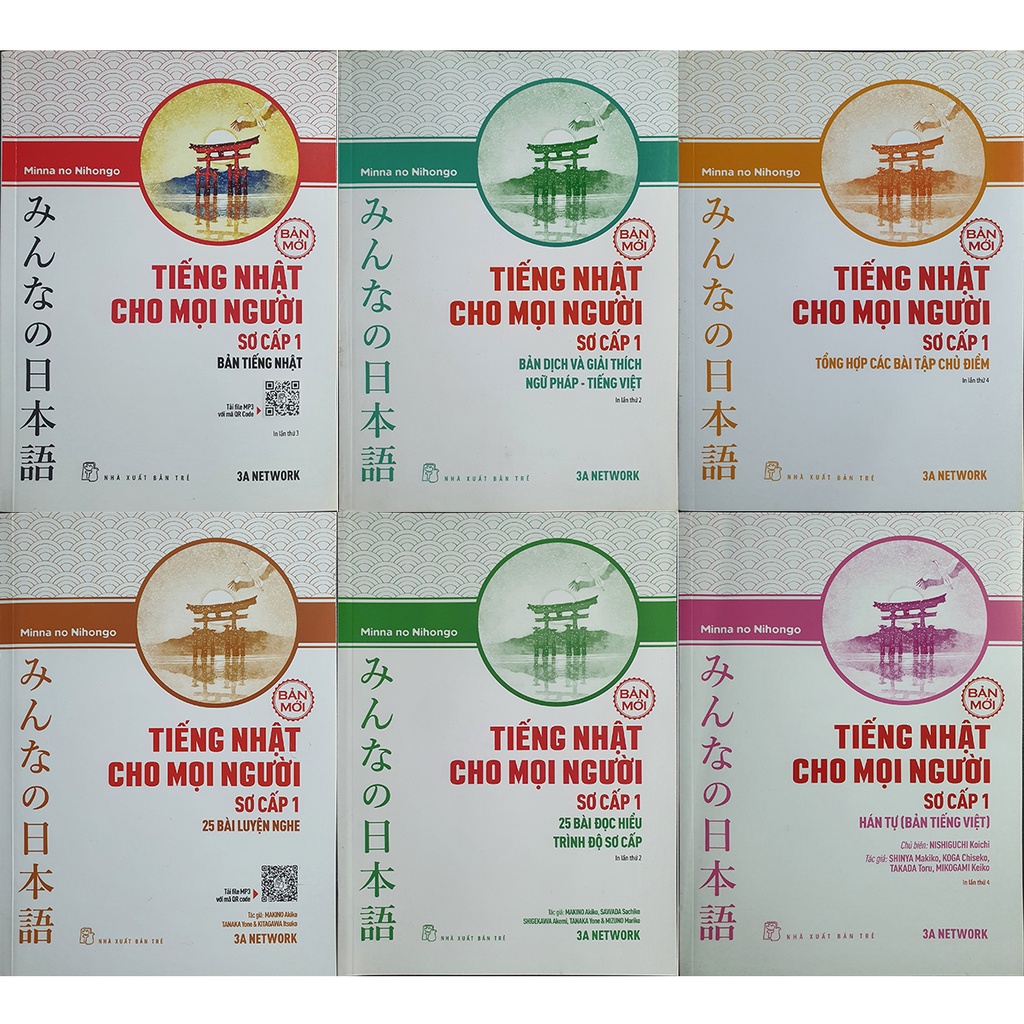 Minna no Nihongo
みんなの日本語
BẢN
MỚI
TIẾNG NHẬT
CHO MỌI NGƯỜI
SƠ CẤP 1
BẢN TIẾNG NHẬT
Tải file MP3
với mã QR Code
In lần thứ 3
NHÀ XUẤT BẢN TRẺ
3A NETWORK
Minna no Nihongo
みんなの日本語
BẢN
MỚI
TIẾNG NHẬT
CHO MỌI NGƯỜI
SƠ CẤP 1
BẢN DỊCH VÀ GIẢI THÍCH
NGỮ PHÁP - TIẾNG VIỆT
In lần thứ 2
NHÀ XUẤT BẢN TRẺ
3A NETWORK
Minna no Nihongo
みんなの日本語
BẢN
MỚI
TIẾNG NHẬT
CHO MỌI NGƯỜI
SƠ CẤP 1
TỔNG HỢP CÁC BÀI TẬP CHỦ ĐIỂM
In lần thứ 4
NHÀ XUẤT BẢN TRẺ
3A NETWORK
Minna no Nihongo
みんなの日本語
BẢN
MỚI
TIẾNG NHẬT
CHO MỌI NGƯỜI
SƠ CẤP 1
25 BÀI LUYỆN NGHE
Tải file MP3
với mã QR code
Tác giả: MAKINO Akiko
TANAKA Yone & KITAGAWA Itsuko
NHÀ XUẤT BẢN TRẺ
3A NETWORK
Minna no Nihongo
みんなの日本語
BẢN
MỚI
TIẾNG NHẬT
CHO MỌI NGƯỜI
SƠ CẤP 1
25 BÀI ĐỌC HIỂU
TRÌNH ĐỘ SƠ CẤP
In lần thứ 2
Tác giả: MAKINO Akiko, SAWADA Sachiko
SHIGEKAWA Akemi, TANAKA Yone & MIZUNO Mariko
NHÀ XUẤT BẢN TRẺ
3A NETWORK
Minna no Nihongo
みんなの日本語
BẢN
MỚI
TIẾNG NHẬT
CHO MỌI NGƯỜI
SƠ CẤP 1
HÁN TỰ (BẢN TIẾNG VIỆT)
Chủ biên: NISHIGUCHI Koichi
Tác giả: SHINYA Makiko, KOGA Chiseko,
TAKADA Toru, MIKOGAMI Keiko
In lần thứ 4
NHÀ XUẤT BẢN TRẺ
3A NETWORK